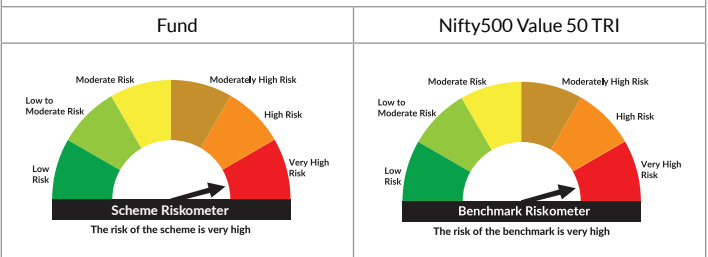 Fund
Nifty500 Value 50 TRI
Moderate Risk
Moderately High Risk
Low to
Moderate Risk
High Risk
Low
Risk
Very High
Risk
Scheme Riskometer
The risk of the scheme is very high
Moderate Risk
Moderately High Risk
Low to
Moderate Risk
High Risk
Low
Risk
Very High
Risk
Benchmark Riskometer
The risk of the benchmark is very high